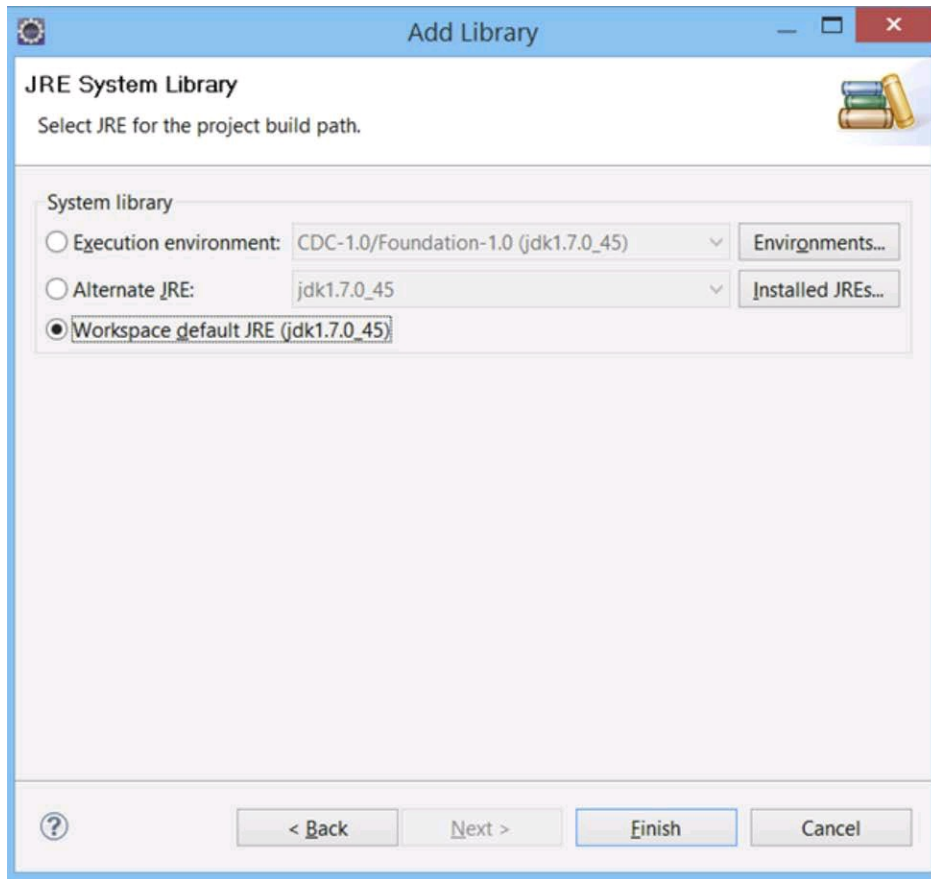 Add Library
JRE System Library
Select JRE for the project build path.
System library
Execution environment: CDC-1.0/Foundation-1.0 (jdk1.7.0_45) Environments...
Alternate JRE: jdk1.7.0_45 Installed JREs...
Workspace default JRE (jdk1.7.0_45)
? < Back Next > Finish Cancel